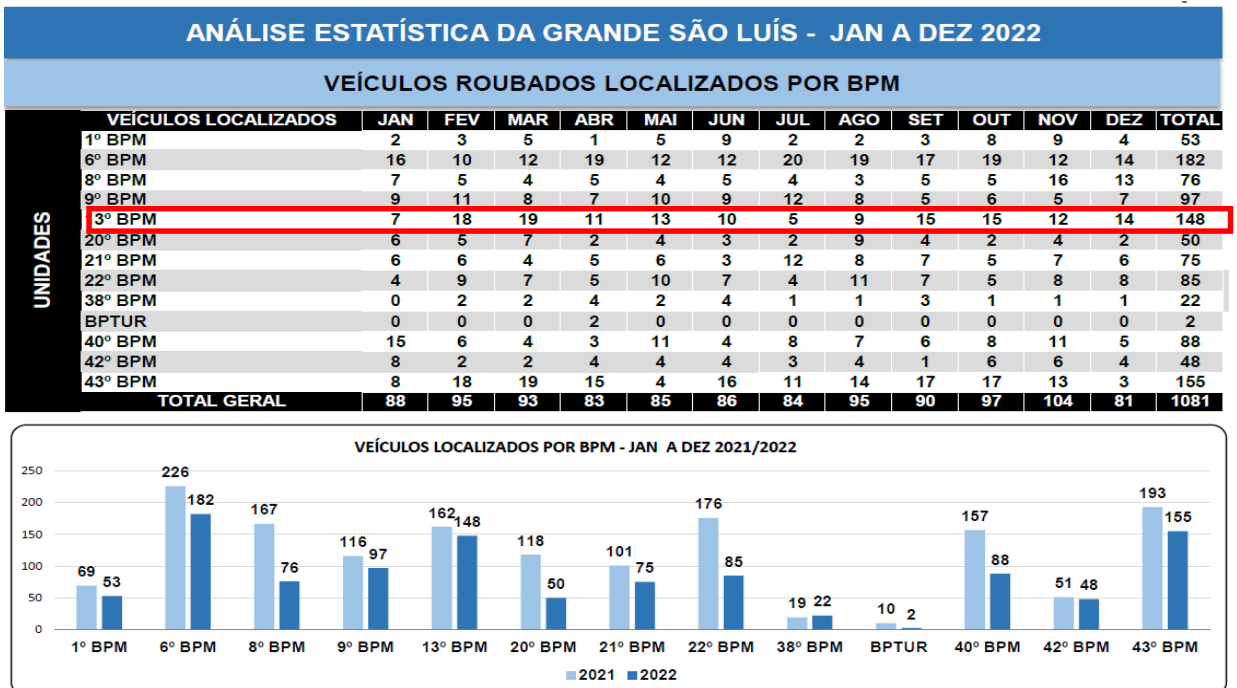 ANÁLISE ESTATÍSTICA DA GRANDE SÃO LUÍS - JAN A DEZ 2022
VEÍCULOS ROUBADOS LOCALIZADOS POR BPM
UNIDADES
VEÍCULOS LOCALIZADOS JAN FEV MAR ABR MAI JUN JUL AGO SET OUT NOV DEZ TOTAL
1º BPM 2 3 5 1 5 9 2 2 3 8 9 4 53
6º BPM 16 10 12 19 12 12 20 19 17 19 12 14 182
8º BPM 7 5 4 5 4 5 4 3 5 5 16 13 76
9º BPM 9 11 8 7 10 9 12 8 5 6 5 7 97
3º BPM 7 18 19 11 13 10 5 9 15 15 12 14 148
20º BPM 6 5 7 2 4 3 2 9 4 2 4 2 50
21º BPM 6 6 4 5 6 3 12 8 7 5 7 6 75
22º BPM 4 9 7 5 10 7 4 11 7 5 8 8 85
38º BPM 0 2 2 4 2 4 1 1 3 1 1 1 22
BPTUR 0 0 0 2 0 0 0 0 0 0 0 0 2
40º BPM 15 6 4 3 11 4 8 7 6 8 11 5 88
42º BPM 8 2 2 4 4 4 3 4 1 6 6 4 48
43º BPM 8 18 19 15 4 16 11 14 17 17 13 3 155
TOTAL GERAL 88 95 93 83 85 86 84 95 90 97 104 81 1081
VEÍCULOS LOCALIZADOS POR BPM - JAN A DEZ 2021/2022
250
200
150
100
50
0
69 53
226 182
167 76
116 97
162 148
118 50
101 75
176 85
19 22
10 2
157 88
51 48
193 155
1º BPM 6º BPM 8º BPM 9º BPM 13º BPM 20º BPM 21º BPM 22º BPM 38º BPM BPTUR 40º BPM 42º BPM 43º BPM
2021 2022